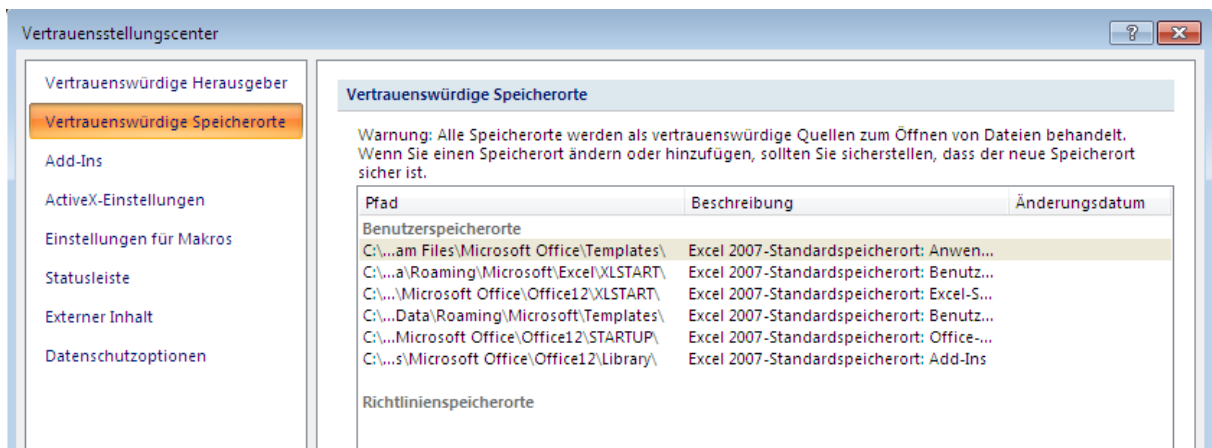 Vertrauensstellungscenter
Vertrauenswürdige Herausgeber
Vertrauenswürdige Speicherorte
Add-Ins
ActiveX-Einstellungen
Einstellungen für Makros
Statusleiste
Externer Inhalt
Datenschutzoptionen
Vertrauenswürdige Speicherorte
Warnung: Alle Speicherorte werden als vertrauenswürdige Quellen zum Öffnen von Dateien behandelt.
Wenn Sie einen Speicherort ändern oder hinzufügen, sollten Sie sicherstellen, dass der neue Speicherort
sicher ist.
Pfad Beschreibung Änderungsdatum
Benutzerspeicherorte
C:\...am Files\Microsoft Office\Templates\ Excel 2007-Standardspeicherort: Anwen...
C:\...a\Roaming\Microsoft\Excel\XLSTART\ Excel 2007-Standardspeicherort: Benutz...
C:\...\Microsoft Office\Office12\XLSTART\ Excel 2007-Standardspeicherort: Excel-S...
C:\...Data\Roaming\Microsoft\Templates\ Excel 2007-Standardspeicherort: Benutz...
C:\...Microsoft Office\Office12\STARTUP\ Excel 2007-Standardspeicherort: Office-...
C:\...s\Microsoft Office\Office12\Library\ Excel 2007-Standardspeicherort: Add-Ins
Richtlinienspeicherorte